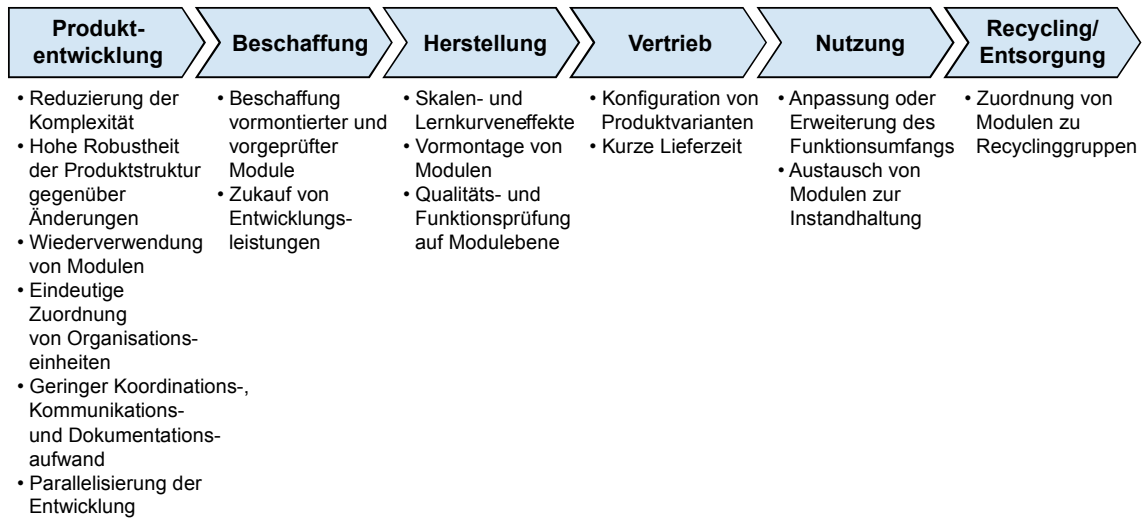 Produkt-
entwicklung
Beschaffung
Herstellung
Vertrieb
Nutzung
Recycling/
Entsorgung
• Reduzierung der
Komplexität
• Hohe Robustheit
der Produktstruktur
gegenüber
Änderungen
• Wiederverwendung
von Modulen
• Eindeutige
Zuordnung
von Organisations-
einheiten
• Geringer Koordinations-,
Kommunikations-
und Dokumentations-
aufwand
• Parallelisierung der
Entwicklung
• Beschaffung
vormontierter und
vorgeprüfter
Module
• Zukauf von
Entwicklungs-
leistungen
• Skalen- und
Lernkurveneffekte
• Vormontage von
Modulen
• Qualitäts- und
Funktionsprüfung
auf Modulebene
• Konfiguration von
Produktvarianten
• Kurze Lieferzeit
• Anpassung oder
Erweiterung des
Funktionsumfangs
• Austausch von
Modulen zur
Instandhaltung
• Zuordnung von
Modulen zu
Recyclinggruppen